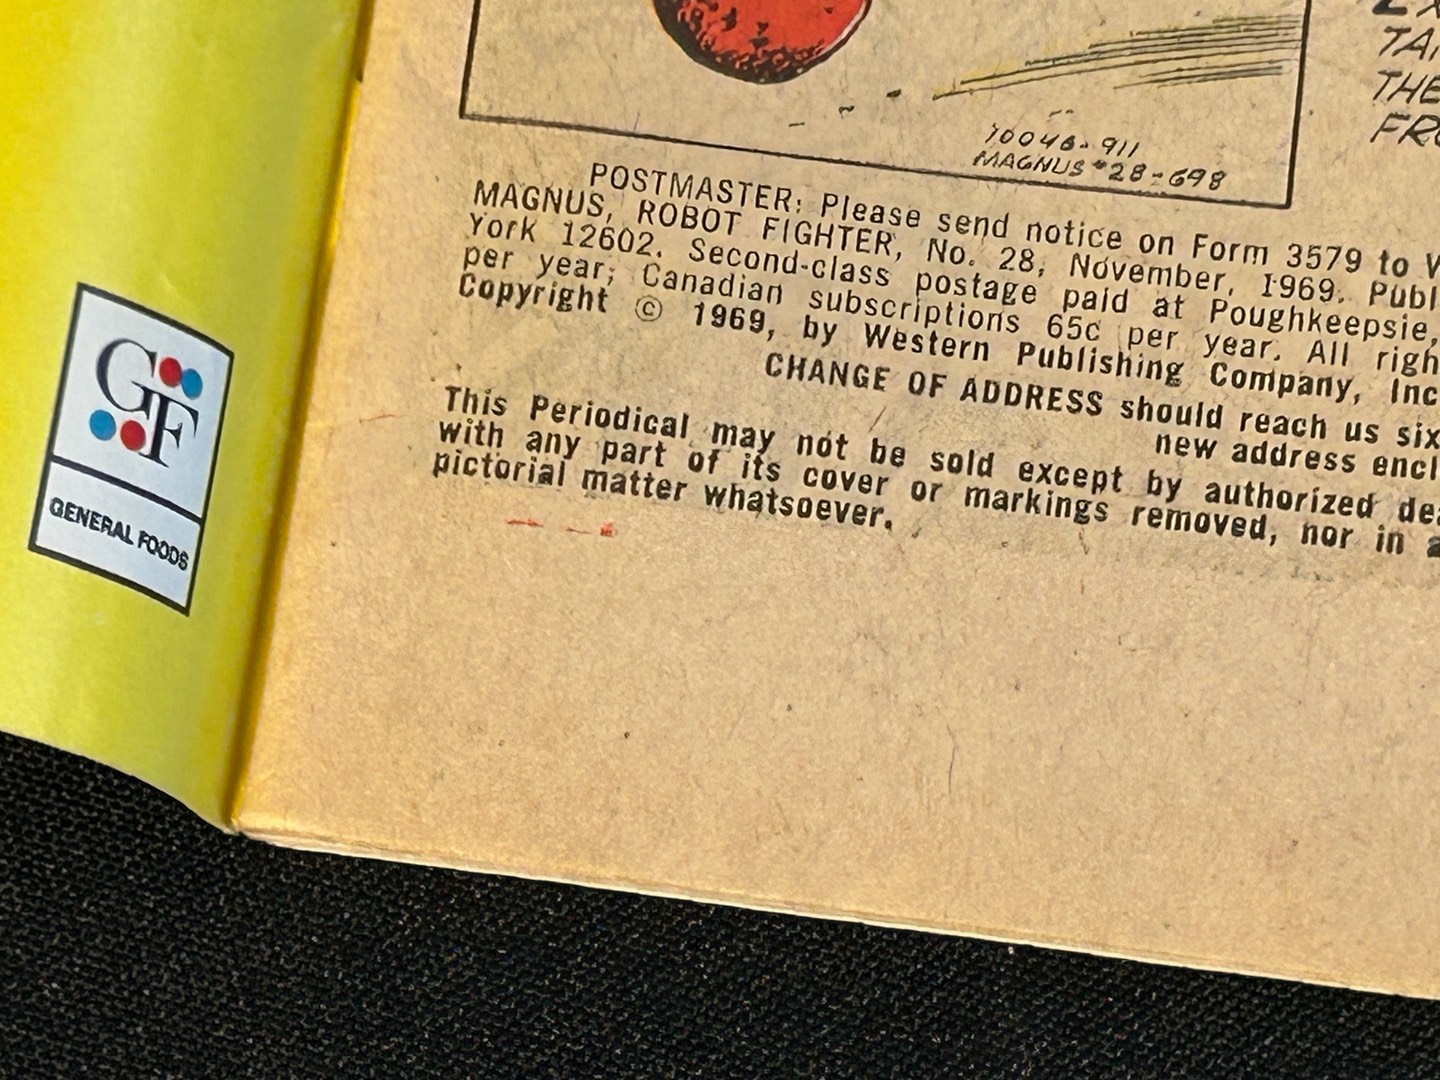 GF
GENERAL FOODS
TA
THE
FRO
10046-911
MAGNUS #28-698
POSTMASTER: Please send notice on Form 3579 to
MAGNUS, ROBOT FIGHTER, No. 28, November, 1969. Publ
York 12602. Second-class postage paid at Poughkeepsie,
per year; Canadian subscriptions 65c per year. All righ
Copyright © 1969, by Western Publishing Company, Inc
CHANGE OF ADDRESS should reach us six
new address encl
This Periodical may not be sold except by authorized dea
with any part of its cover or markings removed, nor in a
pictorial matter whatsoever.